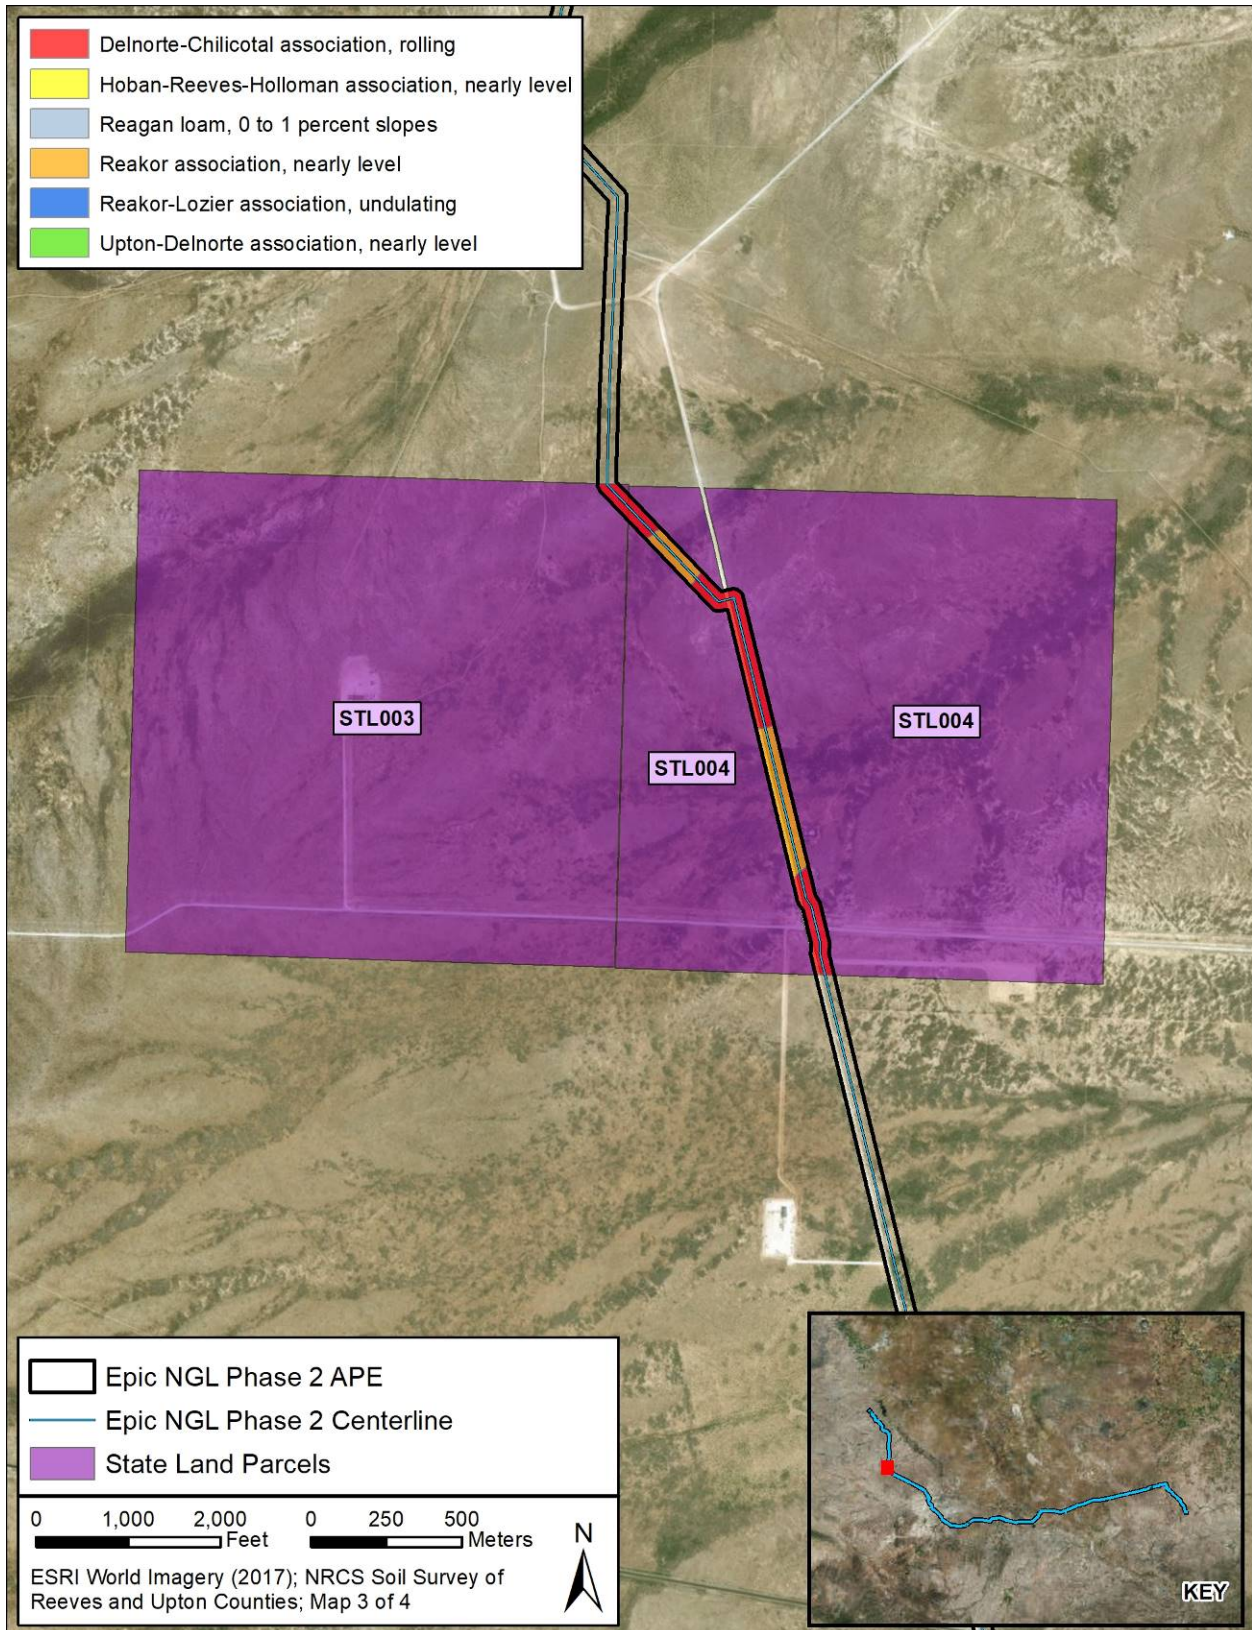 Delnorte-Chilicotal association, rolling
Hoban-Reeves-Holloman association, nearly level
Reagan loam, 0 to 1 percent slopes
Reakor association, nearly level
Reakor-Lozier association, undulating
Upton-Delnorte association, nearly level
STL003
STL004
STL004
Epic NGL Phase 2 APE
Epic NGL Phase 2 Centerline
State Land Parcels
0 1,000 2,000 Feet
0 250 500 Meters
N
ESRI World Imagery (2017); NRCS Soil Survey of
Reeves and Upton Counties; Map 3 of 4
KEY